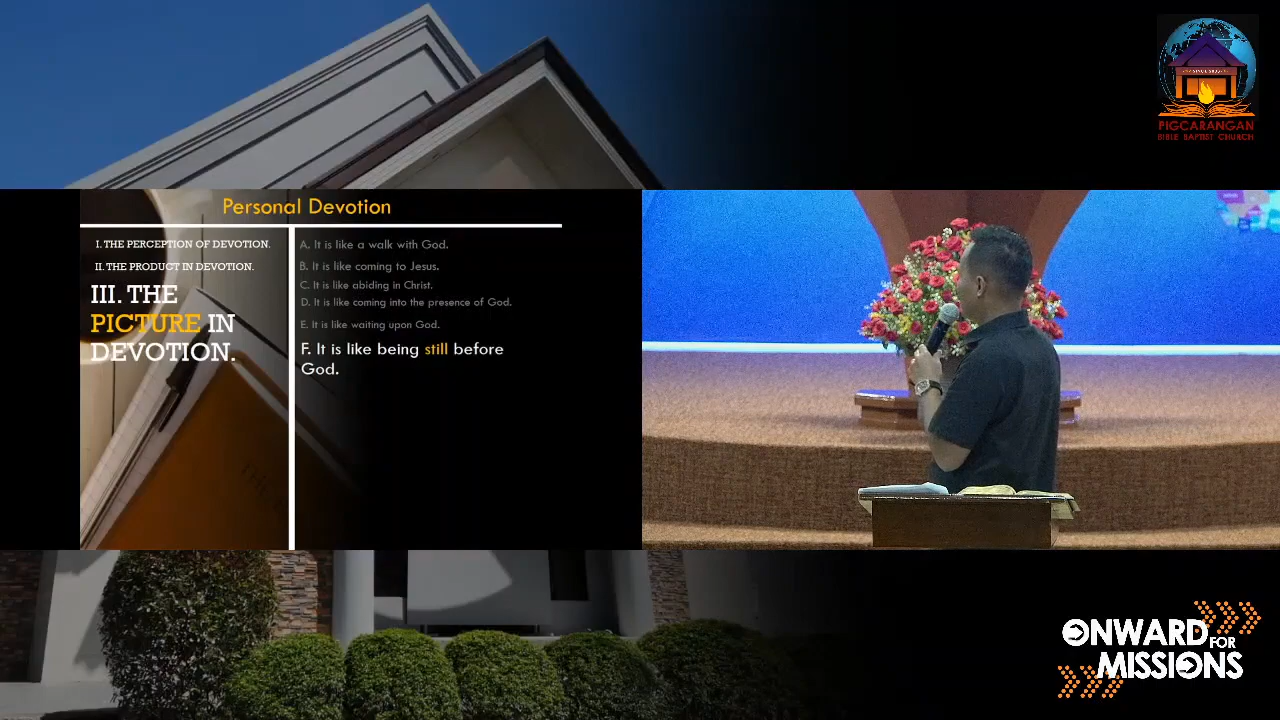 PIGCARANGAN
BIBLE BAPTIST CHURCH
Personal Devotion
I. THE PERCEPTION OF DEVOTION.
II. THE PRODUCT IN DEVOTION.
III. THE
PICTURE IN
DEVOTION.
A. It is like a walk with God.
B. It is like coming to Jesus.
C. It is like abiding in Christ.
D. It is like coming into the presence of God.
E. It is like waiting upon God.
F. It is like being still before
God.
ONWARD
FOR
MISSIONS